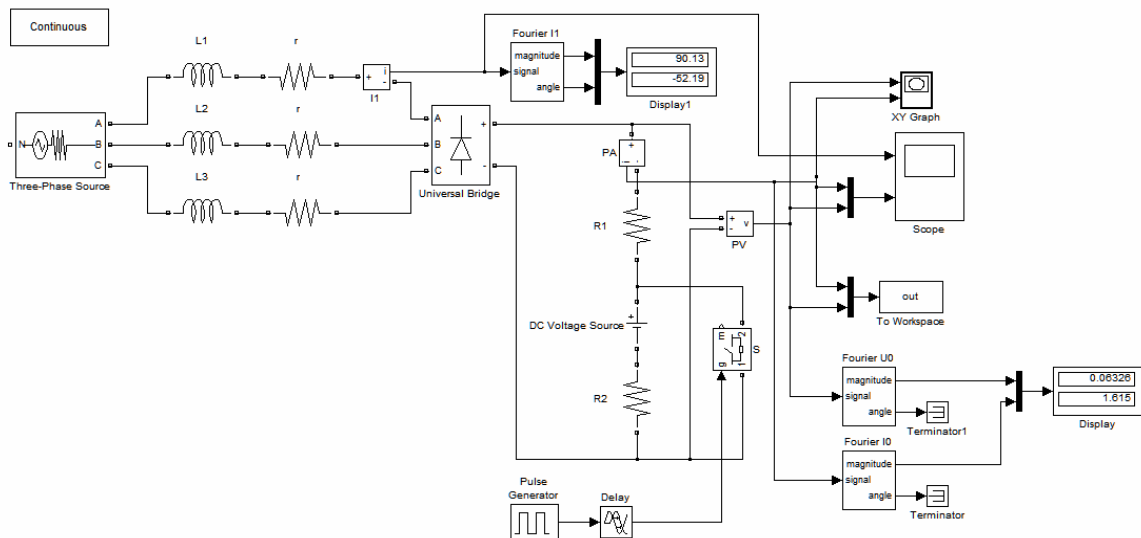 Continuous
L1
r
Fourier I1
magnitude
signal
angle
90.13
-52.19
Display1
+
-
i
I1
XY Graph
L2
r
N
A
B
C
Three-Phase Source
A
B
C
+
-
Universal Bridge
+
-
i
PA
Scope
L3
r
R1
+
-
v
PV
out
To Workspace
+
DC Voltage Source
E
2
g
1
S
Fourier U0
magnitude
signal
angle
Terminator1
0.06326
1.615
Display
R2
Fourier I0
magnitude
signal
angle
Terminator
Pulse
Generator
Delay